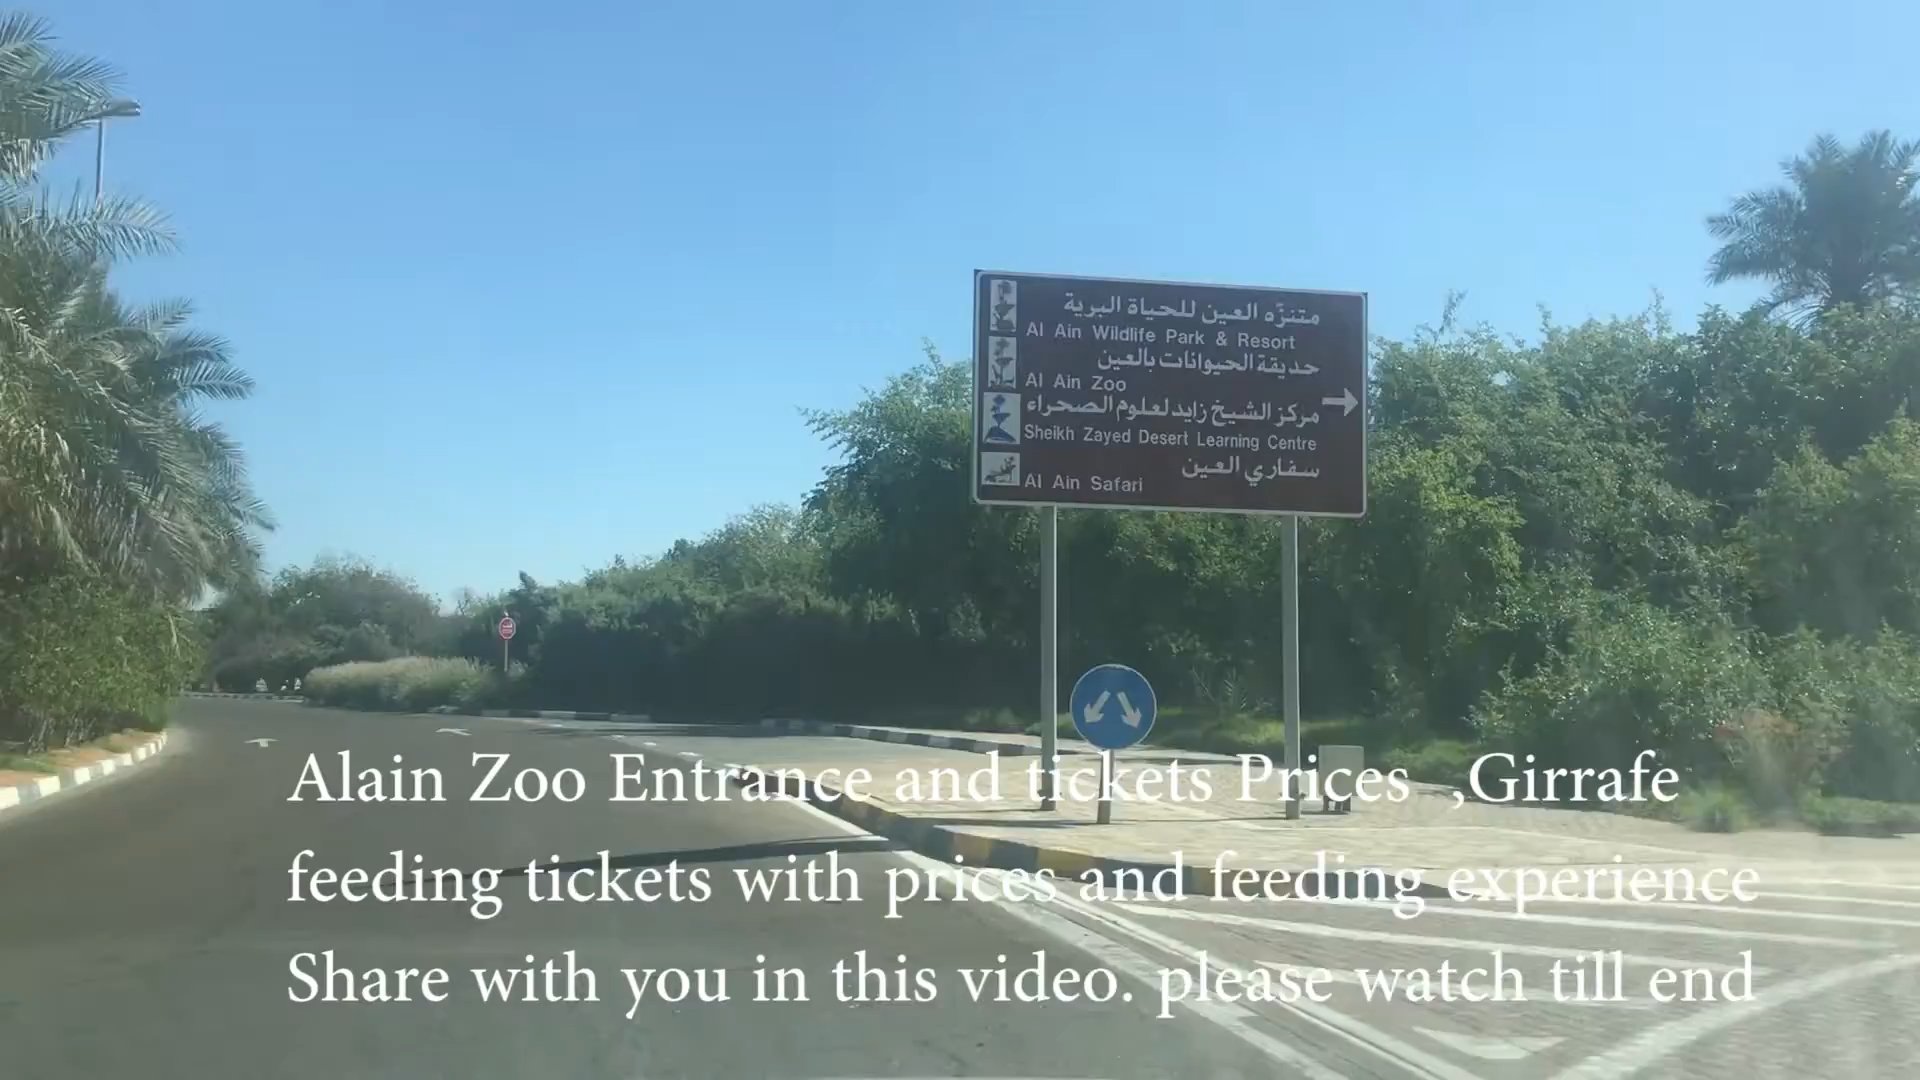 متنزّه العين للحياة البرية
Al Ain Wildlife Park & Resort
حديقة الحيوانات بالعين
Al Ain Zoo
مركز الشيخ زايد لعلوم الصحراء
Sheikh Zayed Desert Learning Centre
سفاري العين
Al Ain Safari
Alain Zoo Entrance and tickets Prices ,Girrafe
feeding tickets with prices and feeding experience
Share with you in this video. please watch till end